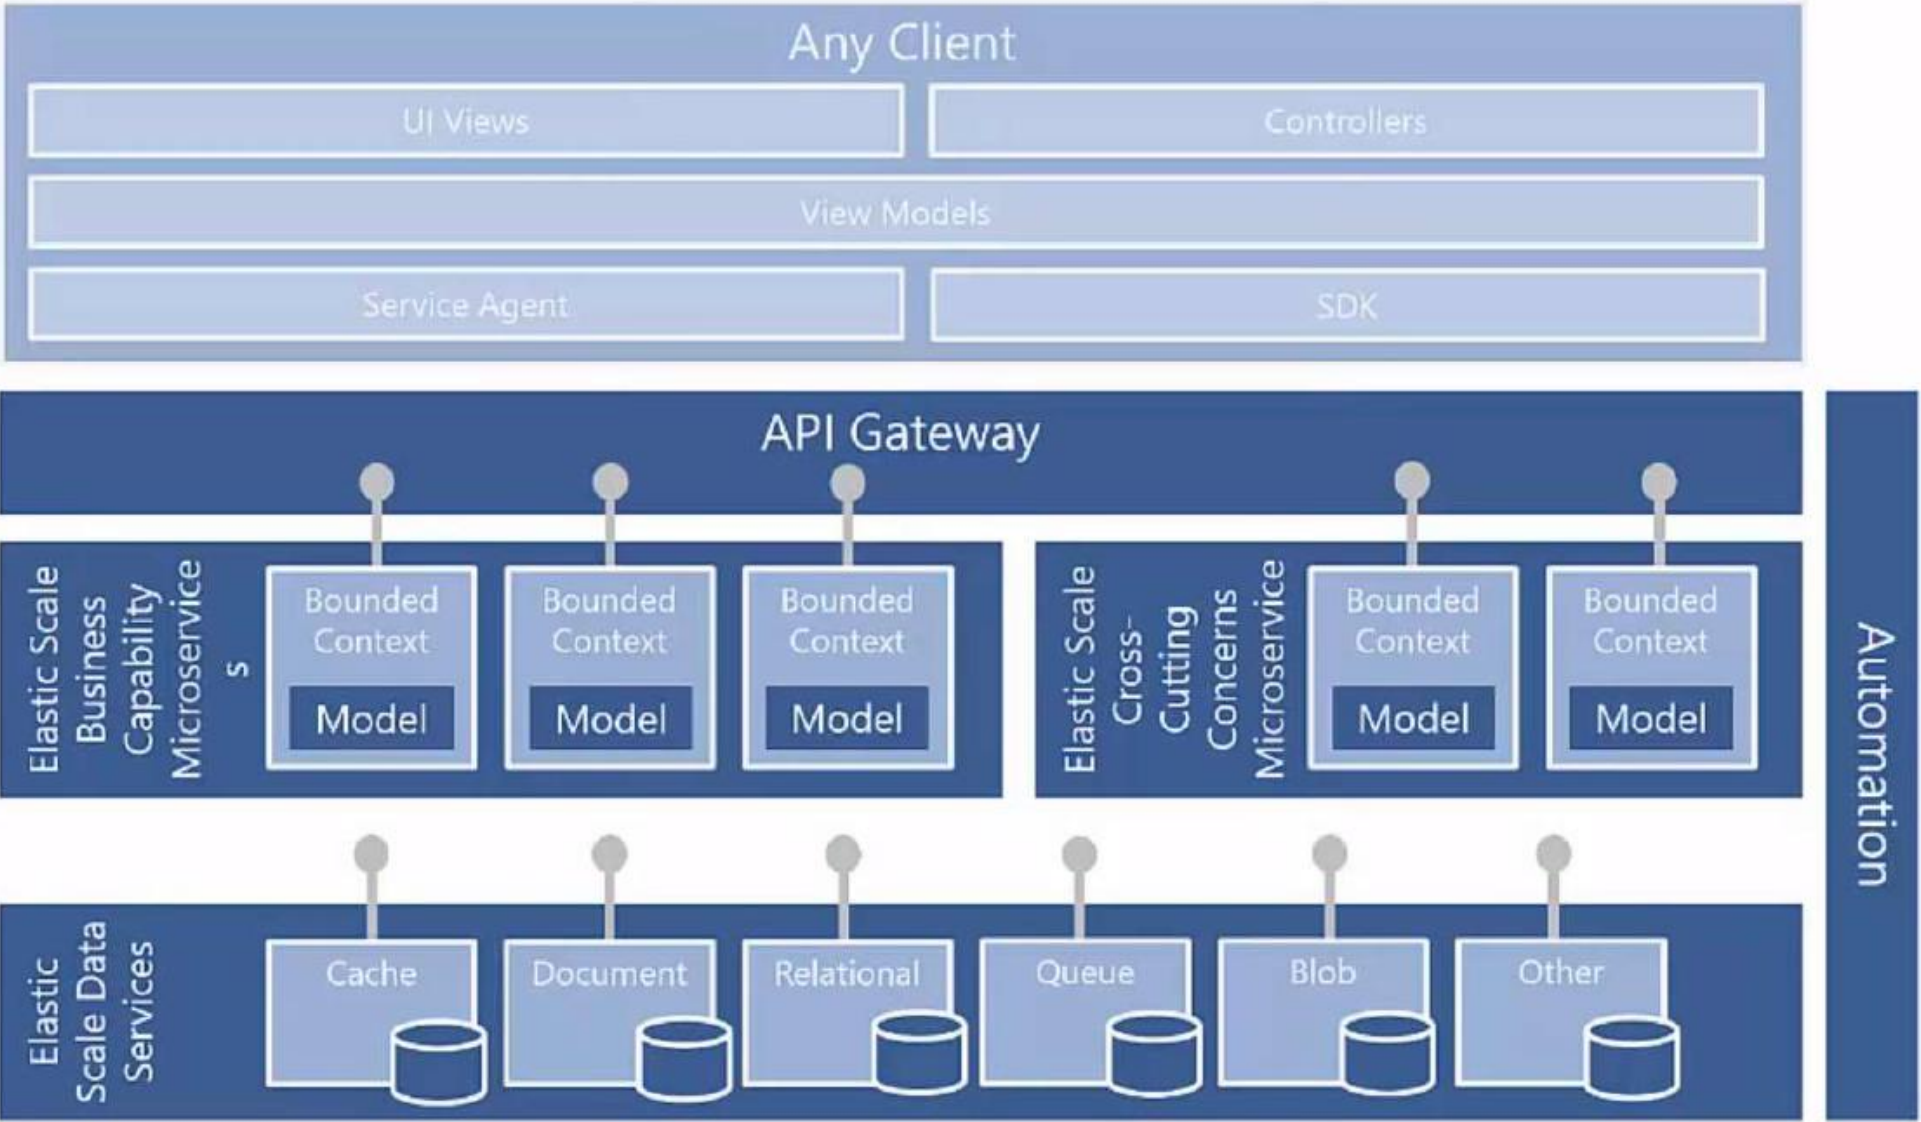 Any Client
UI Views
Controllers
View Models
Service Agent
SDK
API Gateway
Elastic Scale
Business
Capability
Microservice
s
Bounded
Context
Model
Bounded
Context
Model
Bounded
Context
Model
Elastic Scale
Cross-
Cutting
Concerns
Microservice
Bounded
Context
Model
Bounded
Context
Model
Automation
Elastic
Scale Data
Services
Cache
Document
Relational
Queue
Blob
Other